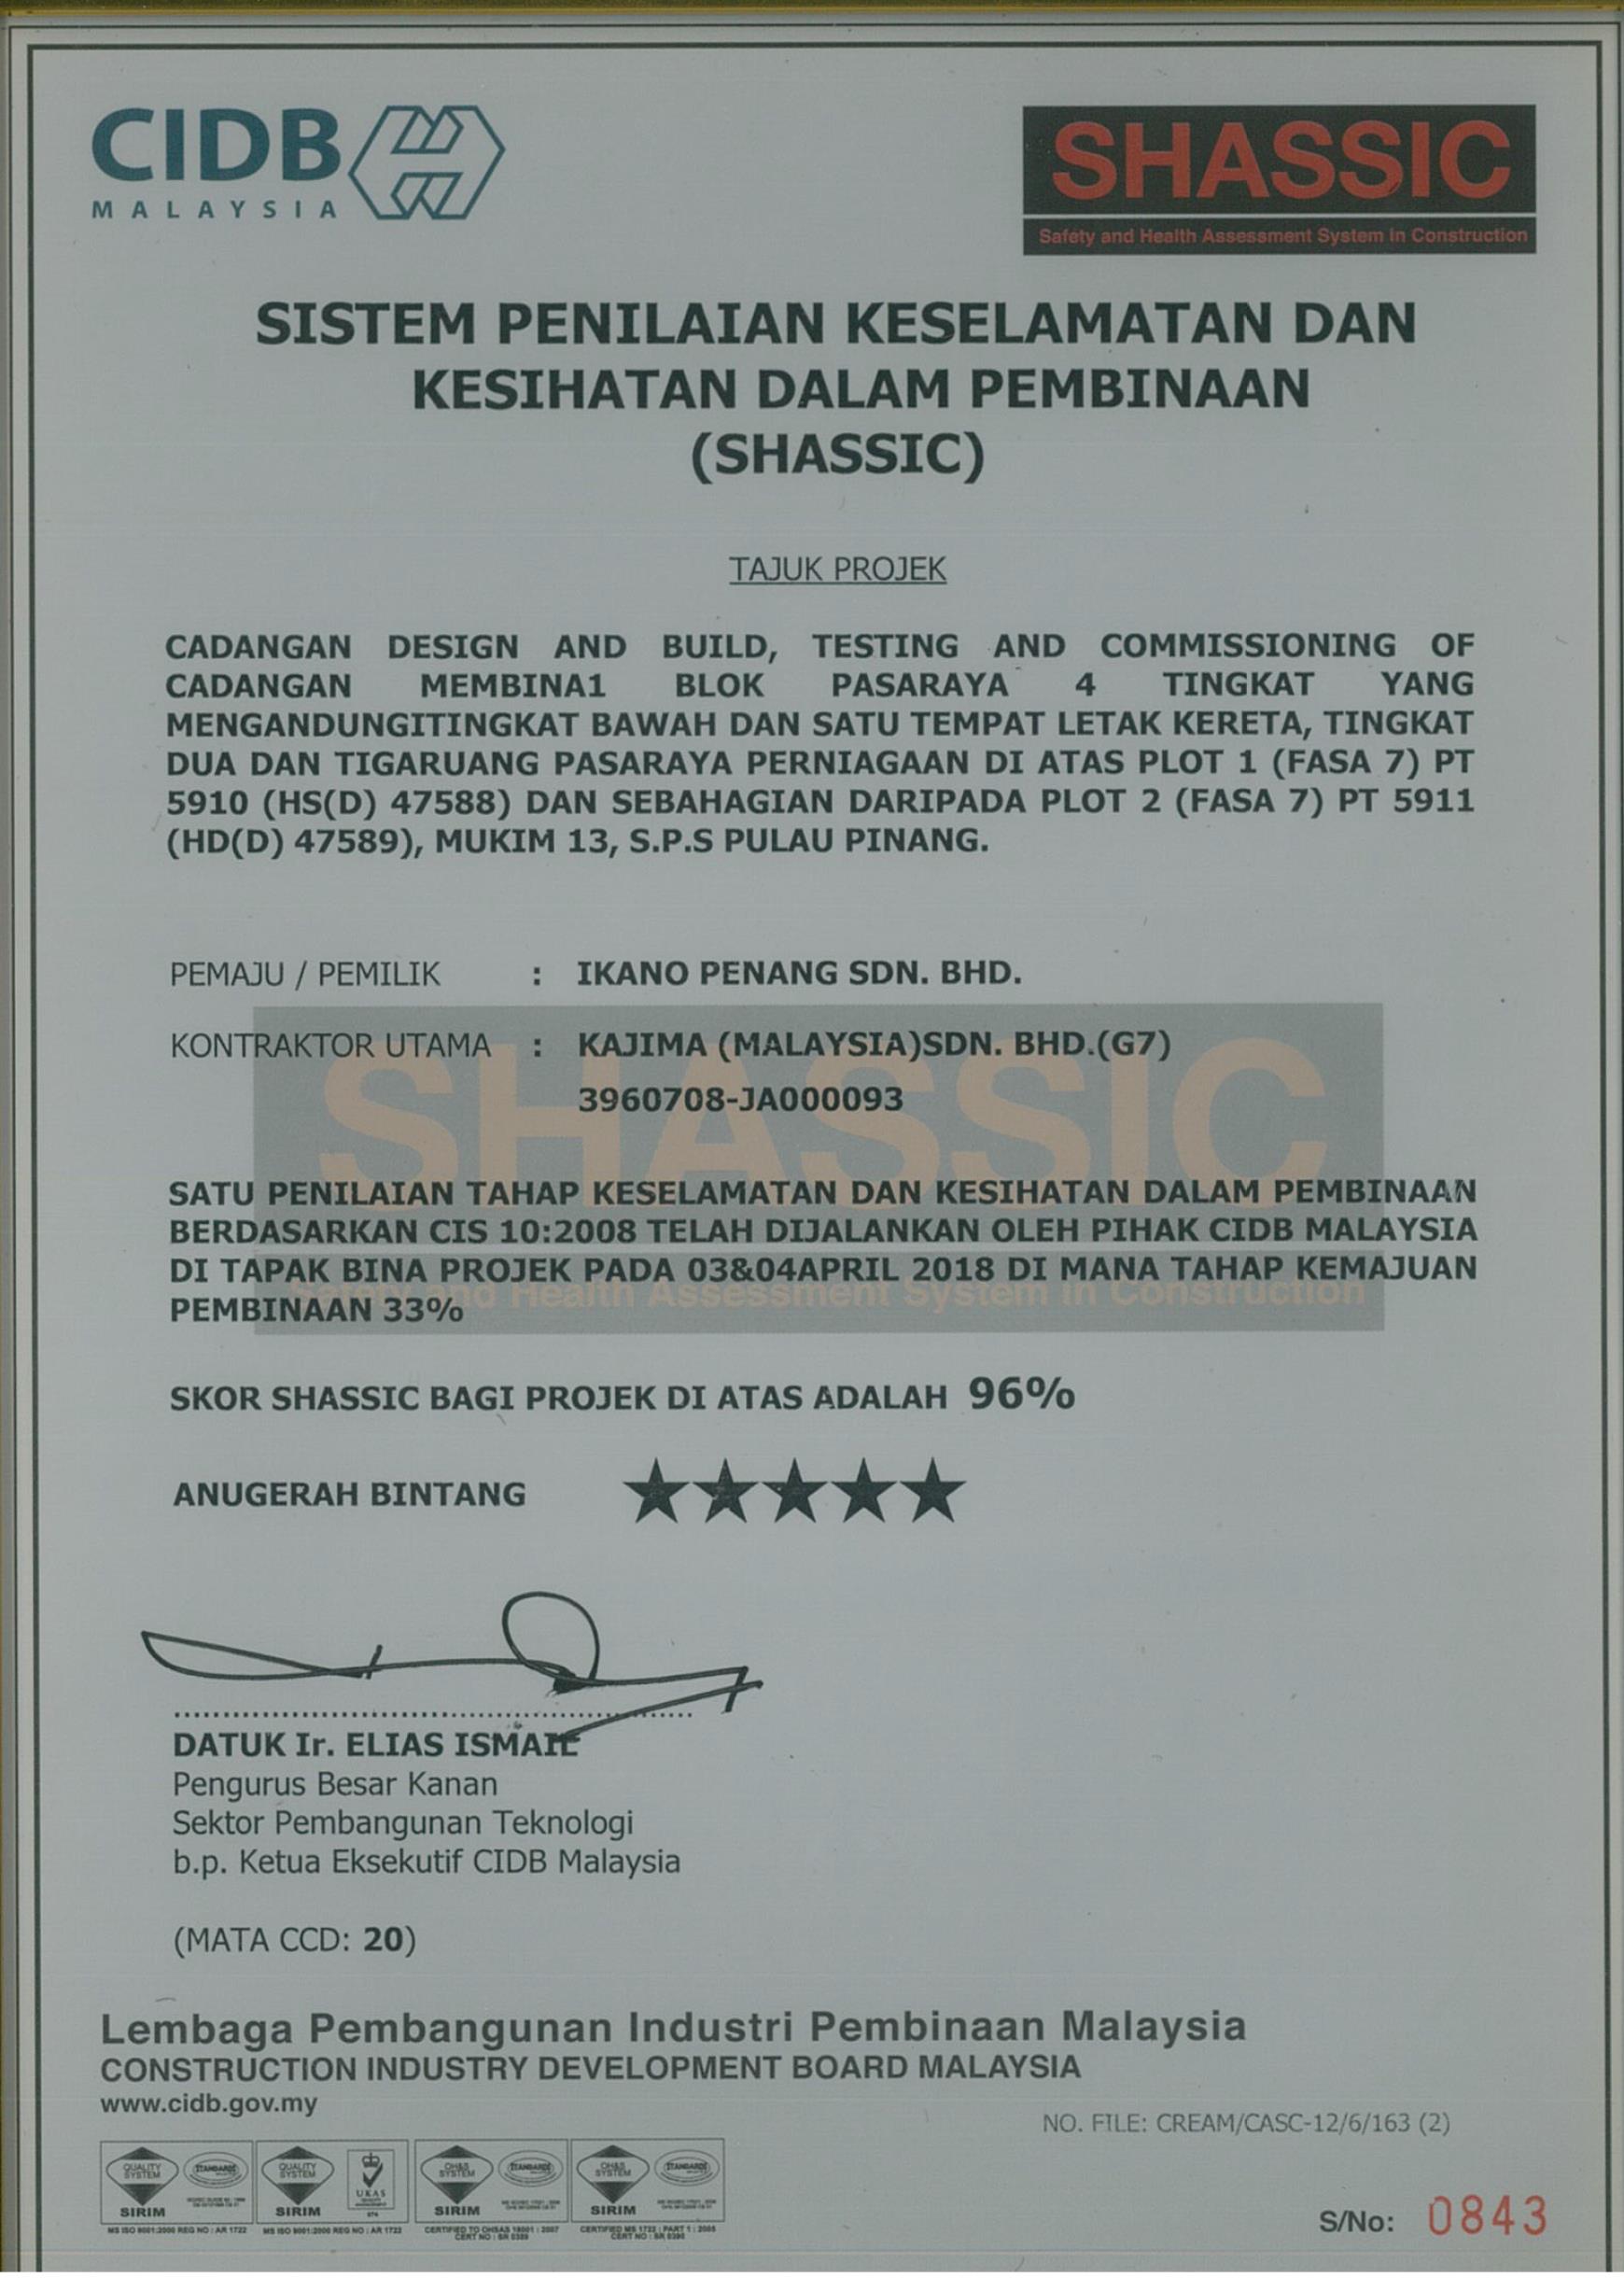 CIDB
MALAYSIA
SHASSIC
Safety and Health Assessment System in Construction
SISTEM PENILAIAN KESELAMATAN DAN
KESIHATAN DALAM PEMBINAAN
(SHASSIC)
TAJUK PROJEK
CADANGAN DESIGN AND BUILD, TESTING AND COMMISSIONING OF
CADANGAN MEMBINA1 BLOK PASARAYA 4 TINGKAT YANG
MENGANDUNGITINGKAT BAWAH DAN SATU TEMPAT LETAK KERETA, TINGKAT
DUA DAN TIGARUANG PASARAYA PERNIAGAAN DI ATAS PLOT 1 (FASA 7) PT
5910 (HS(D) 47588) DAN SEBAHAGIAN DARIPADA PLOT 2 (FASA 7) PT 5911
(HD(D) 47589), MUKIM 13, S.P.S PULAU PINANG.
PEMAJU / PEMILIK : IKANO PENANG SDN. BHD.
KONTRAKTOR UTAMA : KAJIMA (MALAYSIA)SDN. BHD.(G7)
3960708-JA000093
SHASSIC
SATU PENILAIAN TAHAP KESELAMATAN DAN KESIHATAN DALAM PEMBINAAN
BERDASARKAN CIS 10:2008 TELAH DIJALANKAN OLEH PIHAK CIDB MALAYSIA
DI TAPAK BINA PROJEK PADA 03&04APRIL 2018 DI MANA TAHAP KEMAJUAN
Safety and Health Assessment System in Construction
PEMBINAAN 33%
SKOR SHASSIC BAGI PROJEK DI ATAS ADALAH 96%
ANUGERAH BINTANG ★★★★★
DATUK Ir. ELIAS ISMAIL
Pengurus Besar Kanan
Sektor Pembangunan Teknologi
b.p. Ketua Eksekutif CIDB Malaysia
(MATA CCD: 20)
Lembaga Pembangunan Industri Pembinaan Malaysia
CONSTRUCTION INDUSTRY DEVELOPMENT BOARD MALAYSIA
www.cidb.gov.my
NO. FILE: CREAM/CASC-12/6/163 (2)
QUALITY SYSTEM SIRIM STANDARDS
QUALITY SYSTEM SIRIM UKAS
OH&S SYSTEM SIRIM STANDARDS
OH&S SYSTEM SIRIM STANDARDS
MS ISO 9001:2000 REG NO : AR 1722
MS ISO 9001:2000 REG NO : AR 1722
CERTIFIED TO OHSAS 18001 : 2007
CERTIFIED MS 1722 : PART 1 : 2005
S/No: 0843